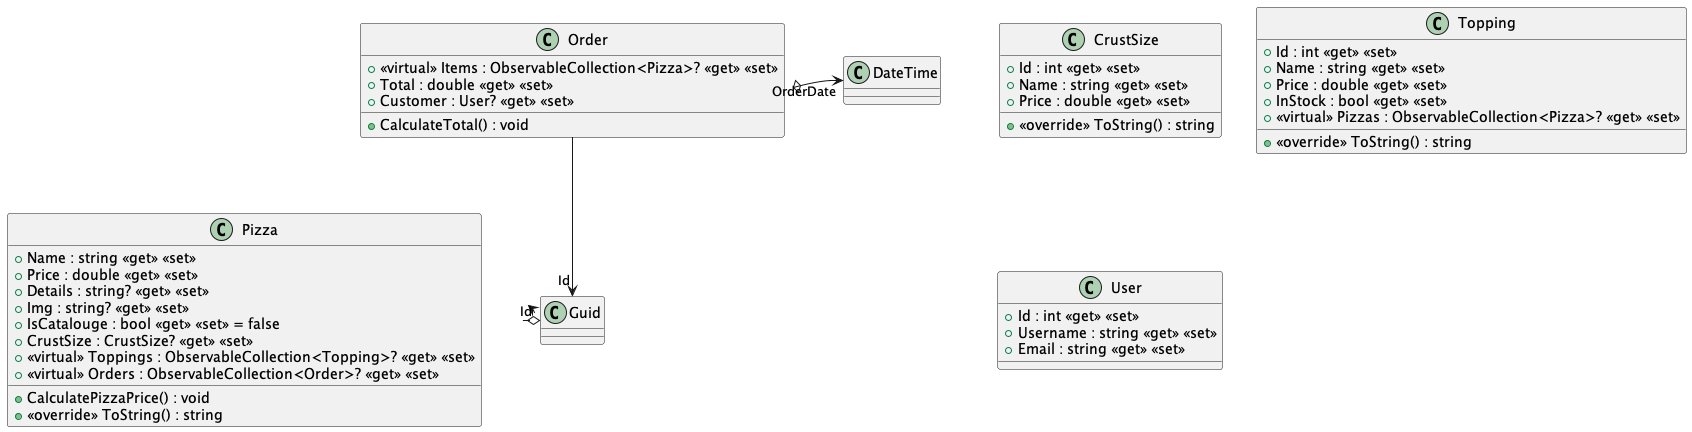 C Order
+ «virtual» Items : ObservableCollection<Pizza>? «get» «set»
+ Total : double «get» «set»
+ Customer : User? «get» «set»
CalculateTotal() : void
OrderDate
C DateTime
C CrustSize
+ Id : int «get» «set»
+ Name : string «get» «set»
+ Price : double «get» «set»
«override» ToString() : string
C Topping
+ Id : int «get» «set»
+ Name : string «get» «set»
+ Price : double «get» «set»
+ InStock : bool «get» «set»
+ «virtual» Pizzas : ObservableCollection<Pizza>? «get» «set»
«override» ToString() : string
C Pizza
+ Name : string «get» «set»
+ Price : double «get» «set»
+ Details : string? «get» «set»
+ Img : string? «get» «set»
+ IsCatalouge : bool «get» «set» = false
+ CrustSize : CrustSize? «get» «set»
+ «virtual» Toppings : ObservableCollection<Topping>? «get» «set»
+ «virtual» Orders : ObservableCollection<Order>? «get» «set»
CalculatePizzaPrice() : void
«override» ToString() : string
Id
Id
C Guid
C User
+ Id : int «get» «set»
+ Username : string «get» «set»
+ Email : string «get» «set»